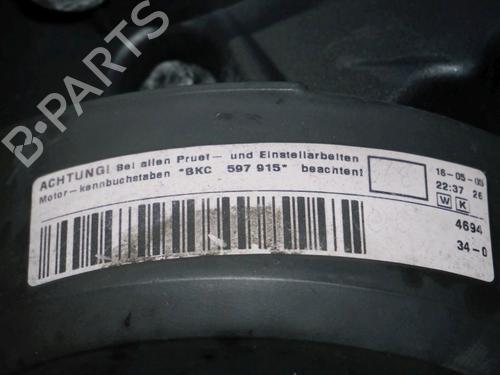 B-PARTS
ACHTUNG! Bei allen Pruef- und Einstellarbeiten
Motor-kennbuchstaben "BKC 597 915" beachten!
16-05-05
22:37 26
W K
4694
34-0